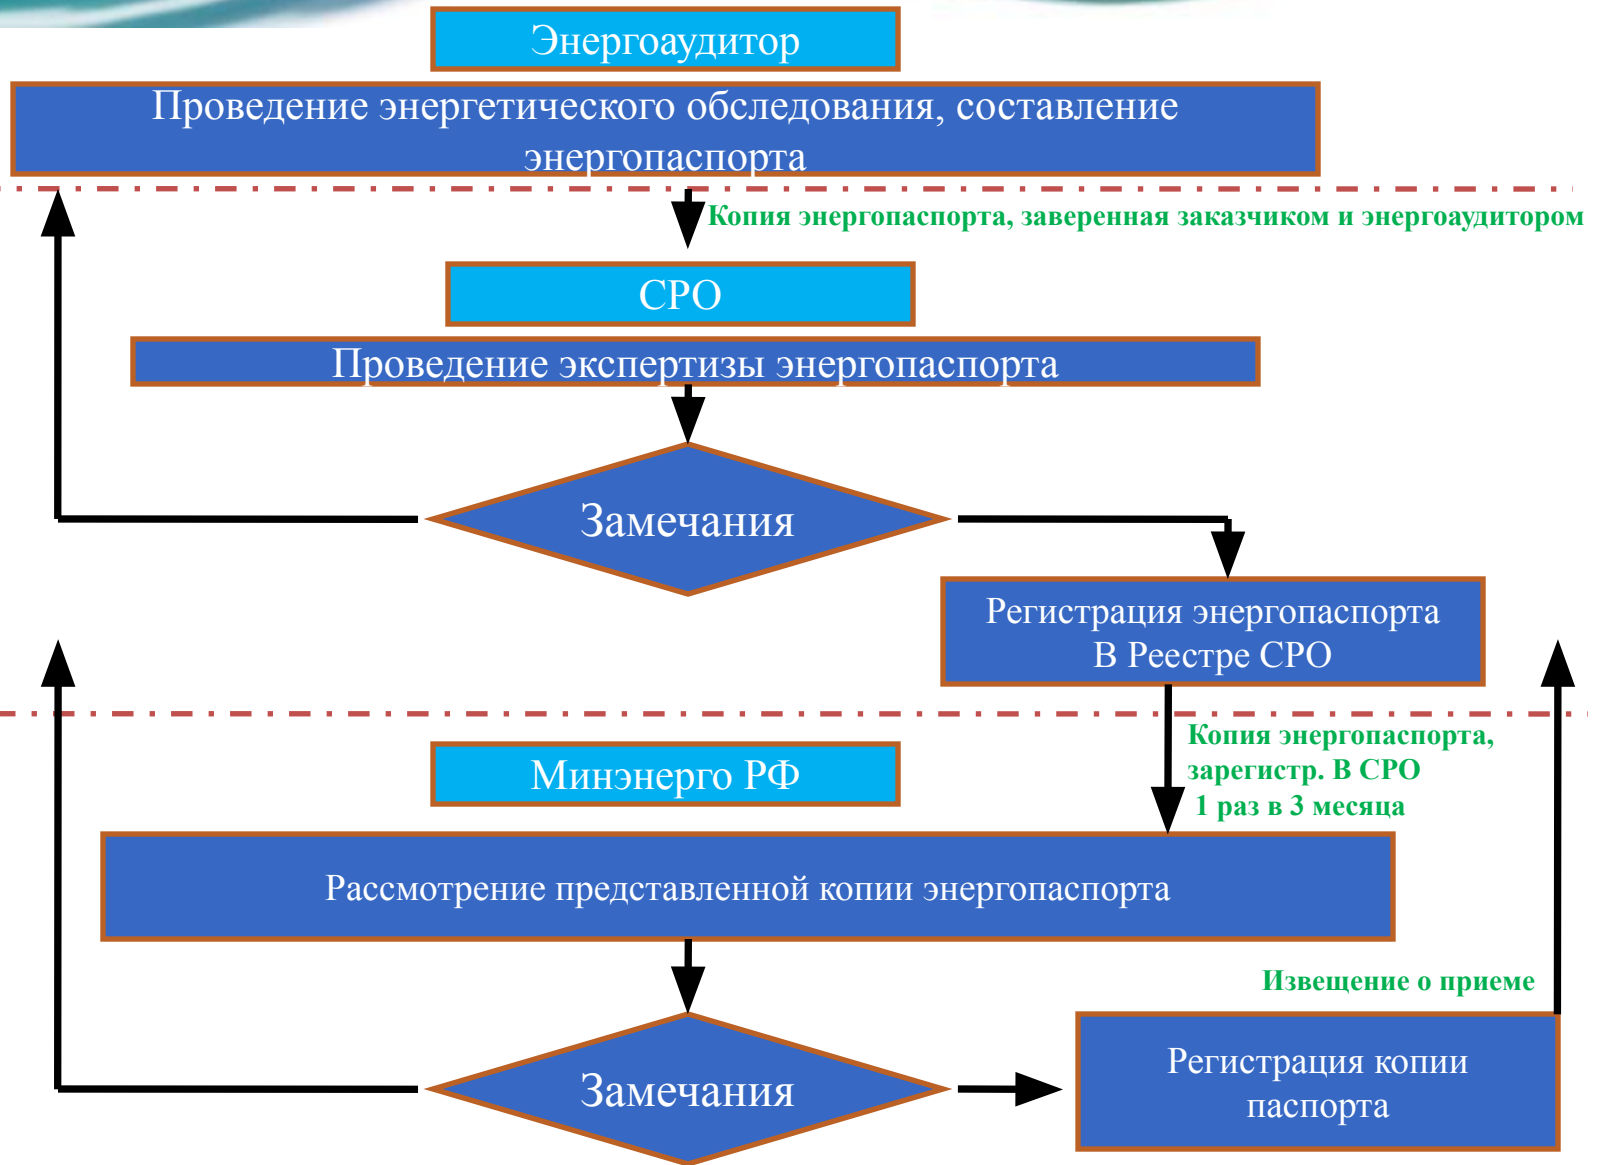 Энергоаудитор
Проведение энергетического обследования, составление
энергопаспорта
Копия энергопаспорта, заверенная заказчиком и энергоаудитором
СРО
Проведение экспертизы энергопаспорта
Замечания
Регистрация энергопаспорта
В Реестре СРО
Копия энергопаспорта,
зарегистр. В СРО
1 раз в 3 месяца
Минэнерго РФ
Рассмотрение представленной копии энергопаспорта
Извещение о приеме
Замечания
Регистрация копии
паспорта